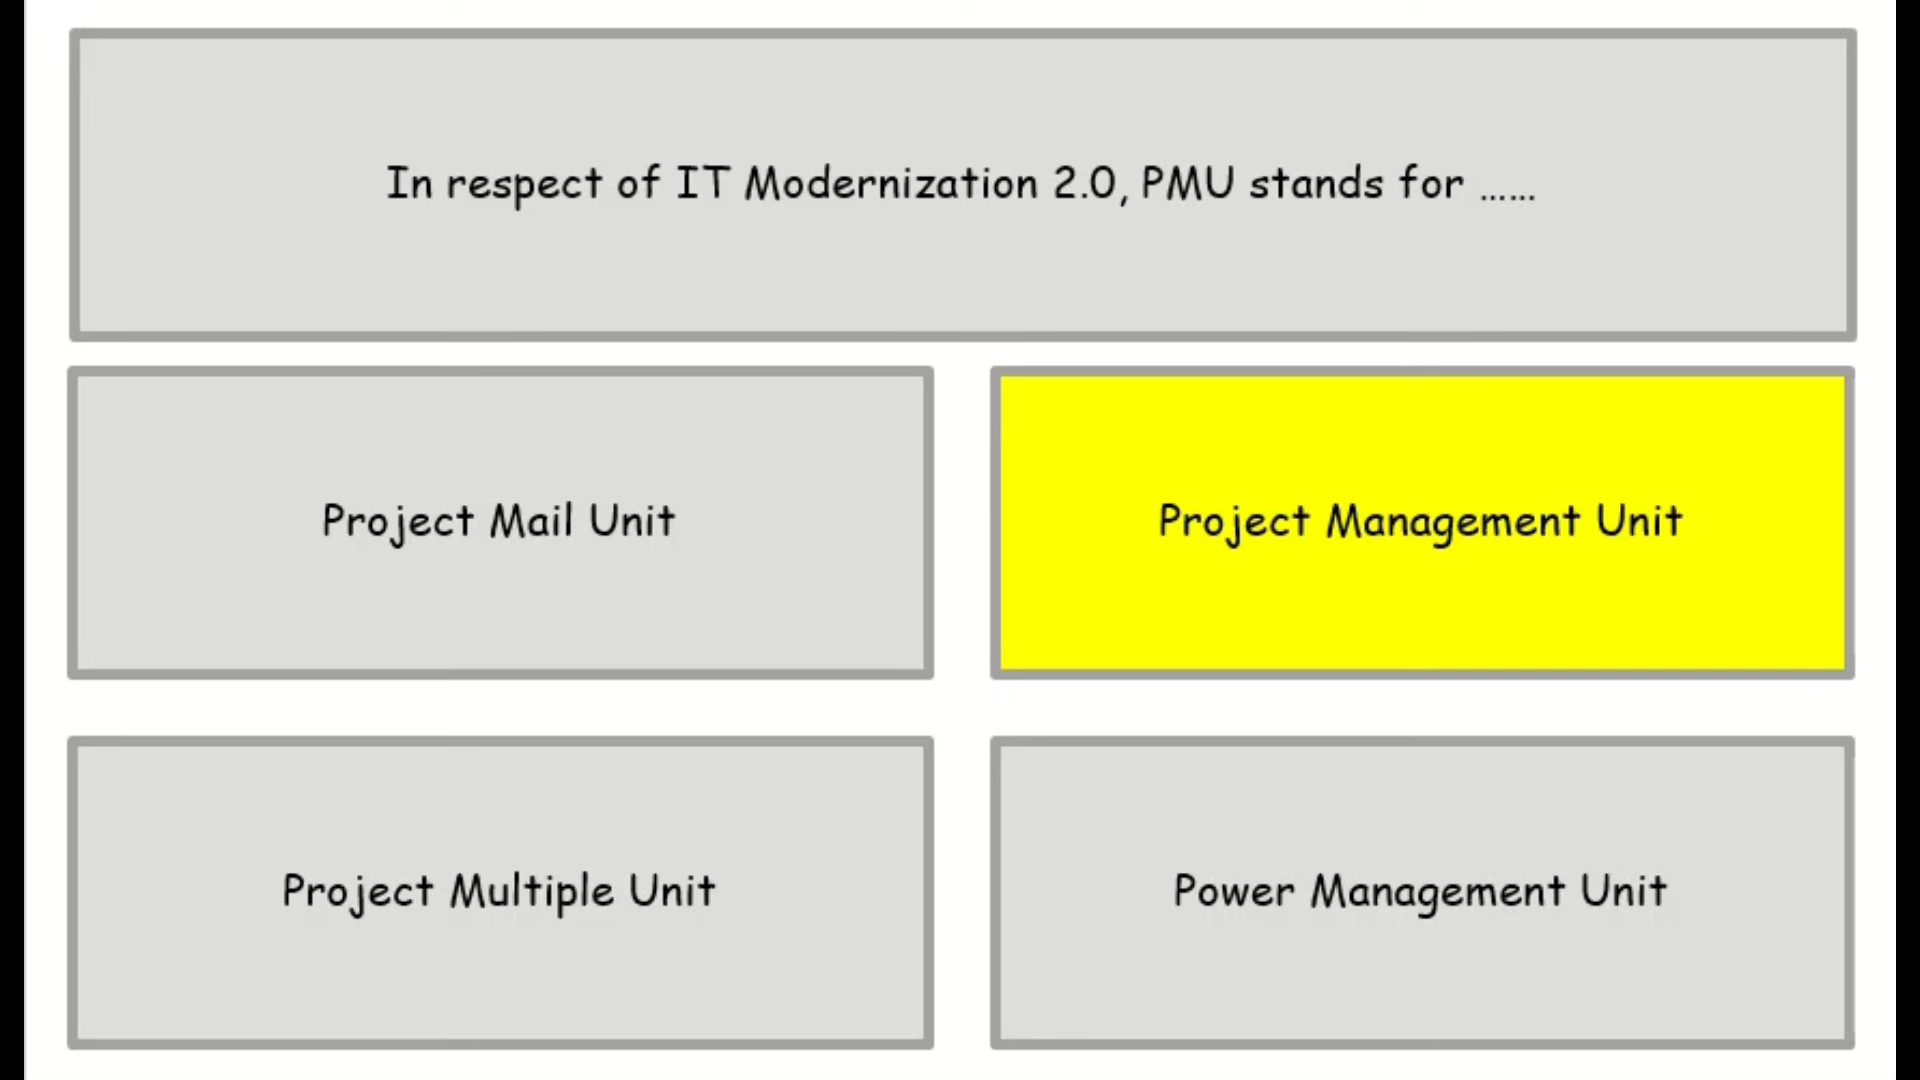 In respect of IT Modernization 2.0, PMU stands for ......
Project Mail Unit
Project Management Unit
Project Multiple Unit
Power Management Unit